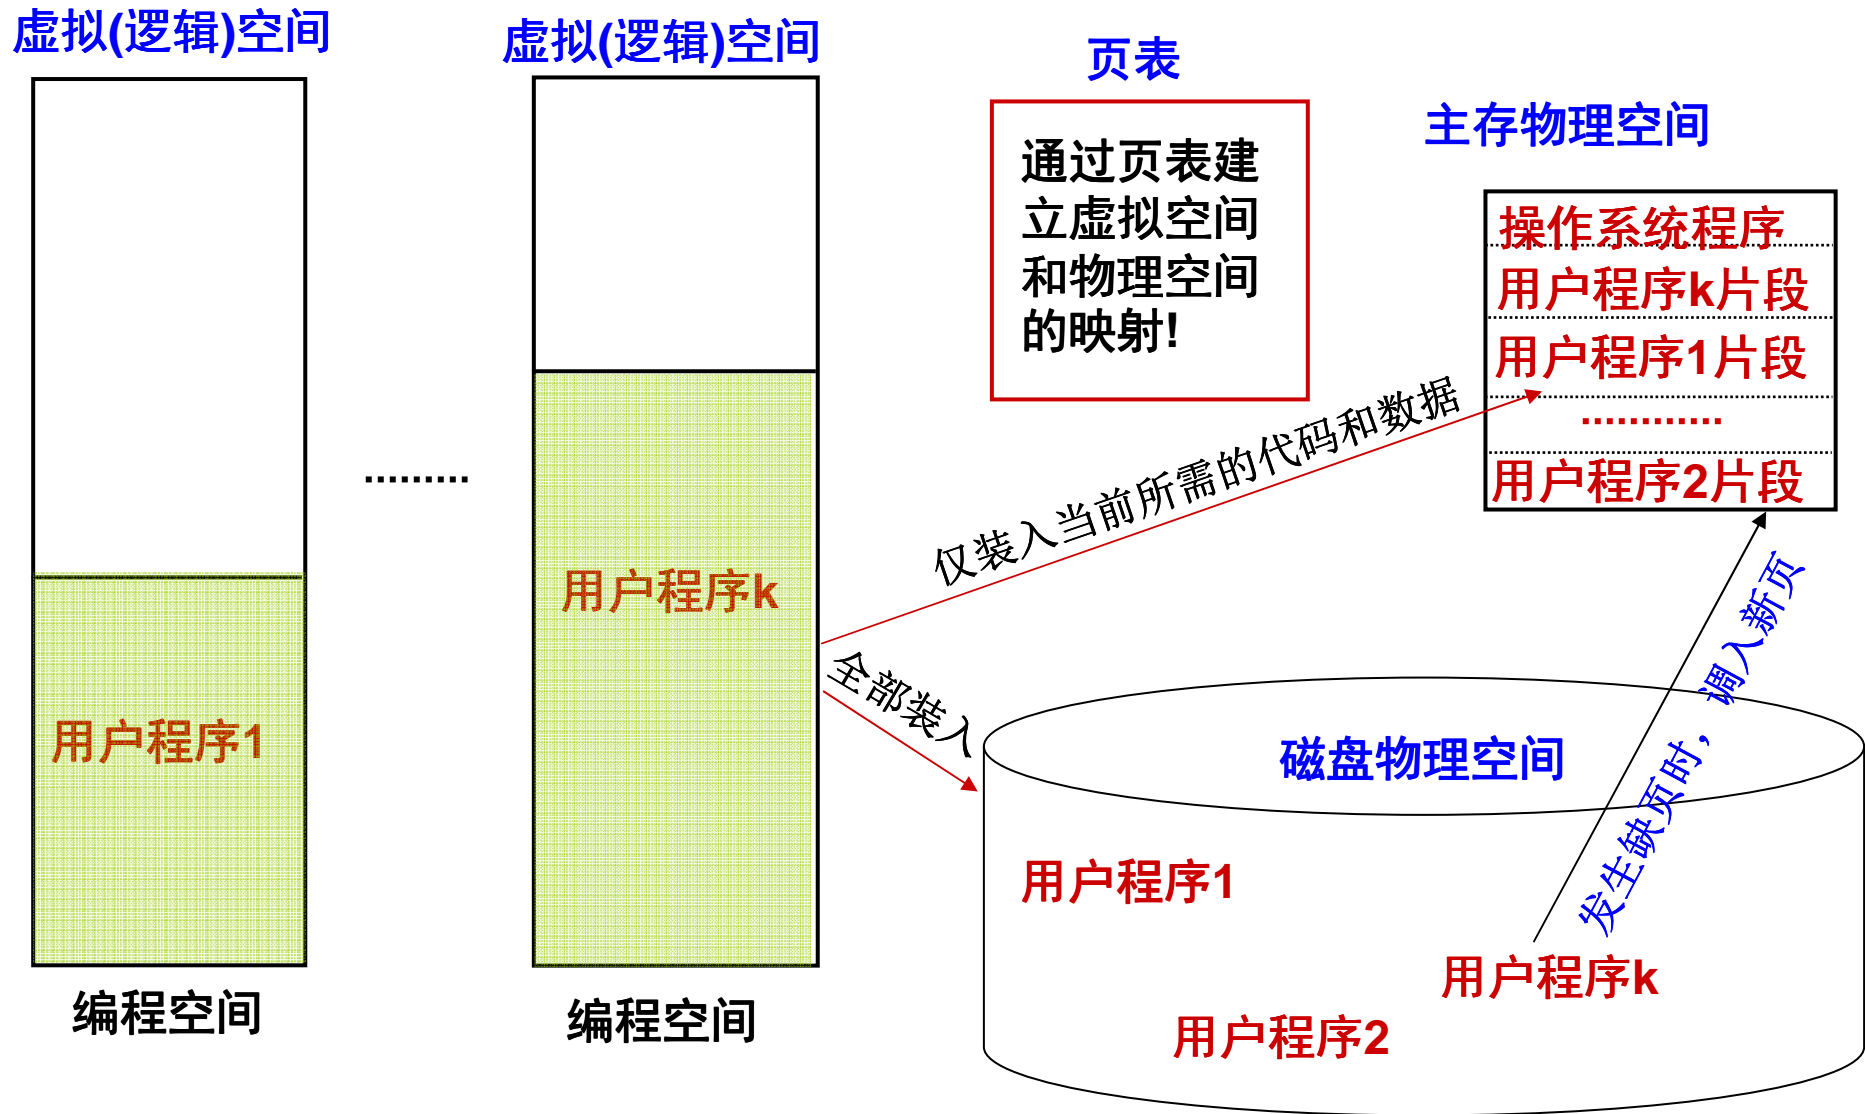 虚拟(逻辑)空间
用户程序1
编程空间
.........
虚拟(逻辑)空间
用户程序k
编程空间
页表
通过页表建
立虚拟空间
和物理空间
的映射!
主存物理空间
操作系统程序
用户程序k片段
用户程序1片段
............
用户程序2片段
仅装入当前所需的代码和数据
全部装入
发生缺页时，调入新页
磁盘物理空间
用户程序1
用户程序k
用户程序2